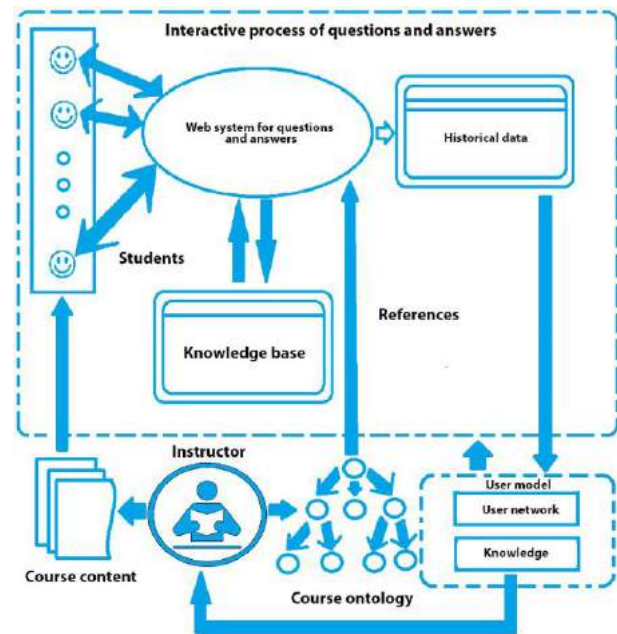 Interactive process of questions and answers
Web system for questions
and answers
Historical data
Students
Knowledge base
References
Instructor
Course content
Course ontology
User model
User network
Knowledge